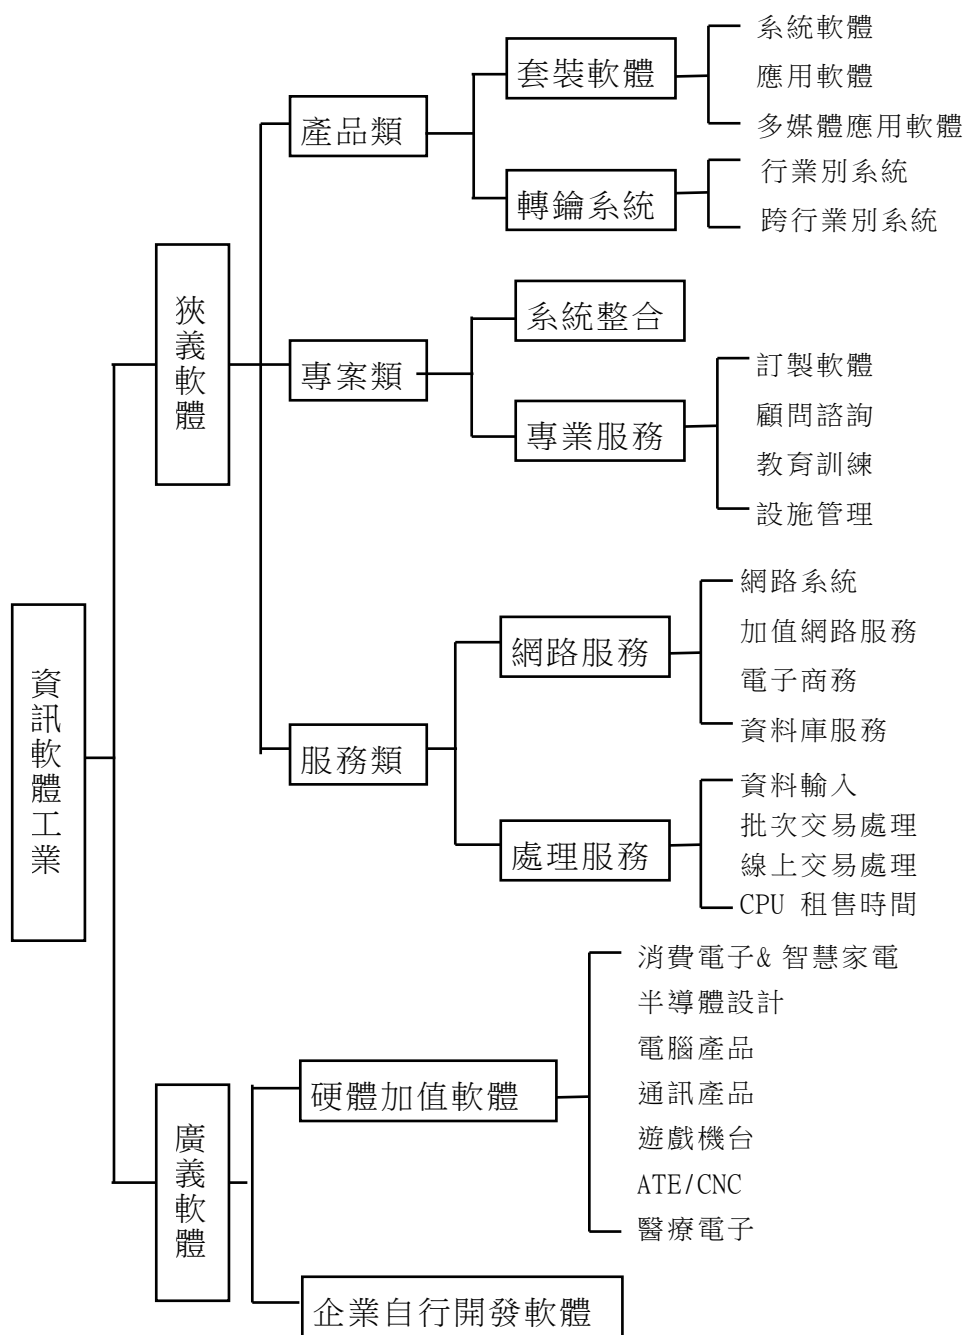 資訊軟體工業
狹義軟體
產品類
套裝軟體
系統軟體
應用軟體
多媒體應用軟體
轉鑰系統
行業別系統
跨行業別系統
專案類
系統整合
專業服務
訂製軟體
顧問諮詢
教育訓練
設施管理
服務類
網路服務
網路系統
加值網路服務
電子商務
資料庫服務
處理服務
資料輸入
批次交易處理
線上交易處理
CPU 租售時間
廣義軟體
硬體加值軟體
消費電子& 智慧家電
半導體設計
電腦產品
通訊產品
遊戲機台
ATE/CNC
醫療電子
企業自行開發軟體